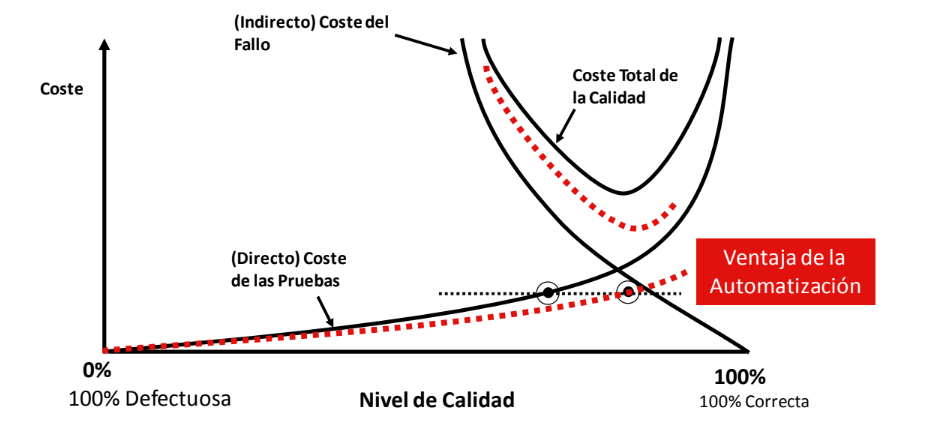 (Indirecto) Coste del
Fallo
Coste
Coste Total de
la Calidad
(Directo) Coste
de las Pruebas
Ventaja de la
Automatización
0%
100% Defectuosa
Nivel de Calidad
100%
100% Correcta